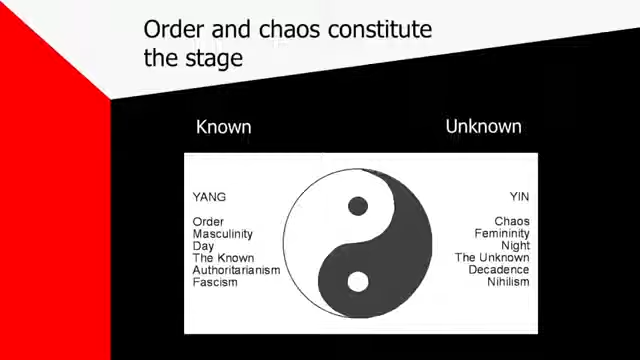 Order and chaos constitute
the stage
Known
Unknown
YANG
Order
Masculinity
Day
The Known
Authoritarianism
Fascism
YIN
Chaos
Femininity
Night
The Unknown
Decadence
Nihilism